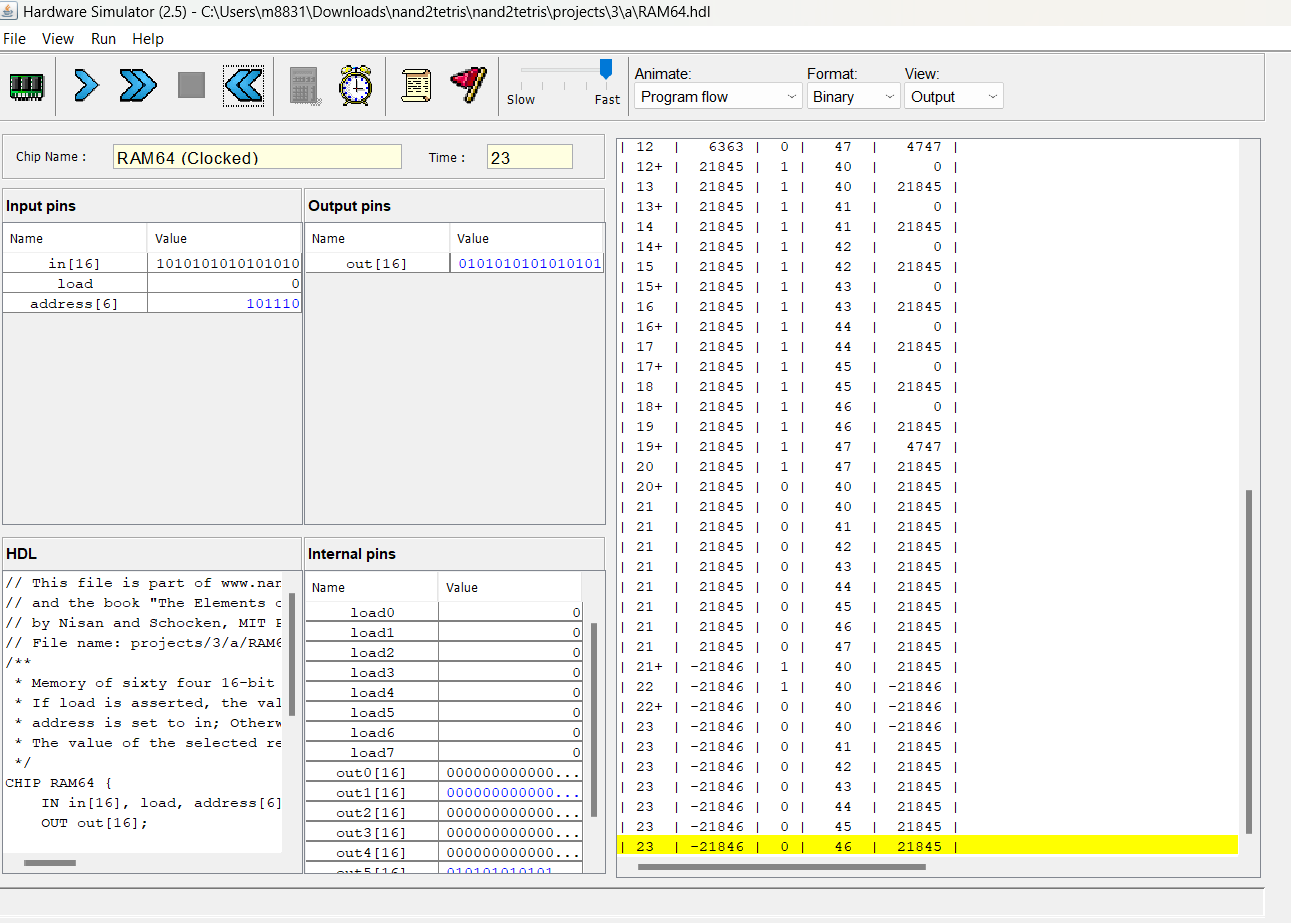 Hardware Simulator (2.5) - C:\Users\m8831\Downloads\nand2tetris\nand2tetris\projects\3\a\RAM64.hdl
File View Run Help
Slow Fast
Animate: Format: View:
Program flow Binary Output
Chip Name : RAM64 (Clocked) Time : 23
Input pins
Name Value
in[16] 1010101010101010
load 0
address[6] 101110
Output pins
Name Value
out[16] 0101010101010101
HDL
// This file is part of www.nan
// and the book "The Elements o
// by Nisan and Schocken, MIT P
// File name: projects/3/a/RAM6
/**
* Memory of sixty four 16-bit
* If load is asserted, the val
* address is set to in; Otherw
* The value of the selected re
*/
CHIP RAM64 {
IN in[16], load, address[6]
OUT out[16];
Internal pins
Name Value
load0 0
load1 0
load2 0
load3 0
load4 0
load5 0
load6 0
load7 0
out0[16] 000000000000...
out1[16] 000000000000...
out2[16] 000000000000...
out3[16] 000000000000...
out4[16] 000000000000...
out5[16] 010101010101...
| 12 | 6363 | 0 | 47 | 4747 |
| 12+ | 21845 | 1 | 40 | 0 |
| 13 | 21845 | 1 | 40 | 21845 |
| 13+ | 21845 | 1 | 41 | 0 |
| 14 | 21845 | 1 | 41 | 21845 |
| 14+ | 21845 | 1 | 42 | 0 |
| 15 | 21845 | 1 | 42 | 21845 |
| 15+ | 21845 | 1 | 43 | 0 |
| 16 | 21845 | 1 | 43 | 21845 |
| 16+ | 21845 | 1 | 44 | 0 |
| 17 | 21845 | 1 | 44 | 21845 |
| 17+ | 21845 | 1 | 45 | 0 |
| 18 | 21845 | 1 | 45 | 21845 |
| 18+ | 21845 | 1 | 46 | 0 |
| 19 | 21845 | 1 | 46 | 21845 |
| 19+ | 21845 | 1 | 47 | 4747 |
| 20 | 21845 | 1 | 47 | 21845 |
| 20+ | 21845 | 0 | 40 | 21845 |
| 21 | 21845 | 0 | 40 | 21845 |
| 21 | 21845 | 0 | 41 | 21845 |
| 21 | 21845 | 0 | 42 | 21845 |
| 21 | 21845 | 0 | 43 | 21845 |
| 21 | 21845 | 0 | 44 | 21845 |
| 21 | 21845 | 0 | 45 | 21845 |
| 21 | 21845 | 0 | 46 | 21845 |
| 21 | 21845 | 0 | 47 | 21845 |
| 21+ | -21846 | 1 | 40 | 21845 |
| 22 | -21846 | 1 | 40 | -21846 |
| 22+ | -21846 | 0 | 40 | -21846 |
| 23 | -21846 | 0 | 40 | -21846 |
| 23 | -21846 | 0 | 41 | 21845 |
| 23 | -21846 | 0 | 42 | 21845 |
| 23 | -21846 | 0 | 43 | 21845 |
| 23 | -21846 | 0 | 44 | 21845 |
| 23 | -21846 | 0 | 45 | 21845 |
| 23 | -21846 | 0 | 46 | 21845 |